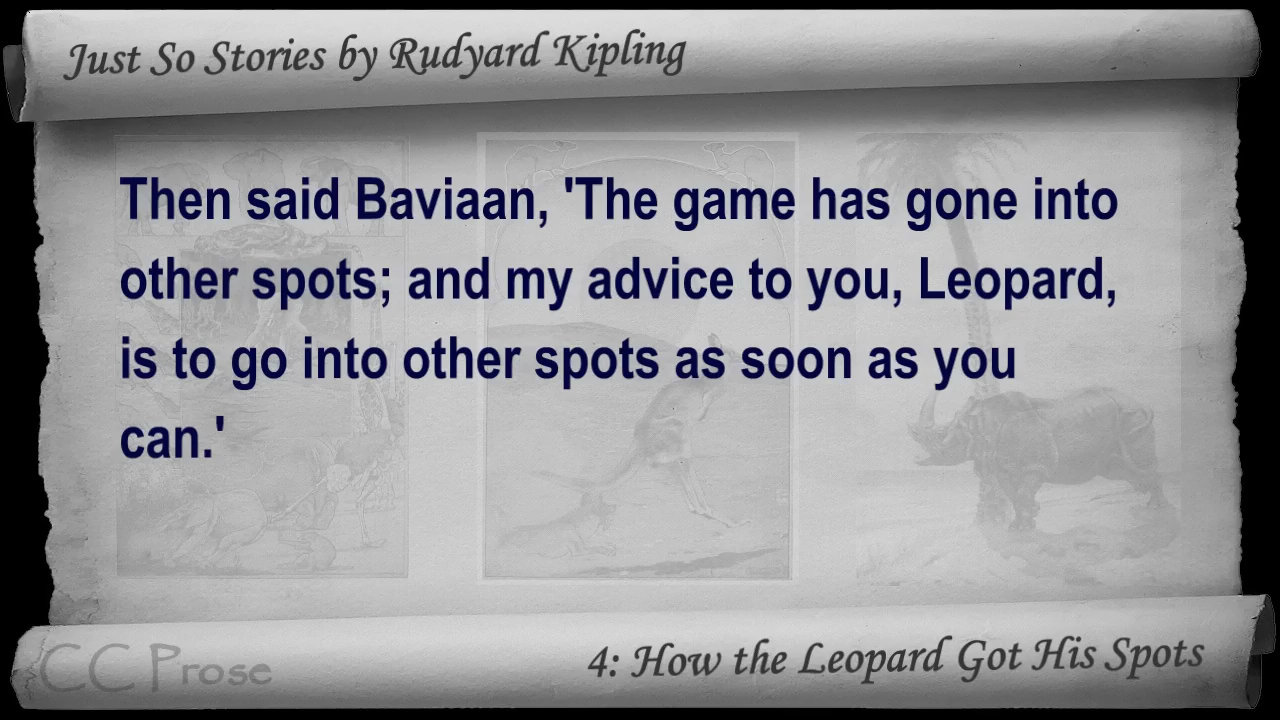 Just So Stories by Rudyard Kipling
Then said Baviaan, 'The game has gone into
other spots; and my advice to you, Leopard,
is to go into other spots as soon as you
can.'
CC Prose
4: How the Leopard Got His Spots